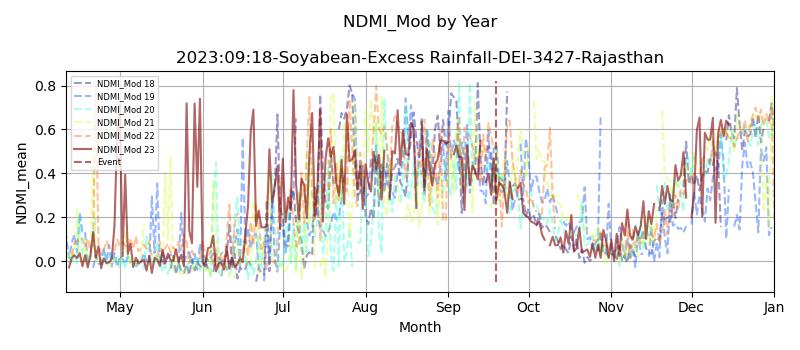 NDMI_Mod by Year
2023:09:18-Soyabean-Excess Rainfall-DEI-3427-Rajasthan
NDMI_mean
0.8
0.6
0.4
0.2
0.0
NDMI_Mod 18
NDMI_Mod 19
NDMI_Mod 20
NDMI_Mod 21
NDMI_Mod 22
NDMI_Mod 23
Event
May Jun Jul Aug Sep Oct Nov Dec Jan
Month